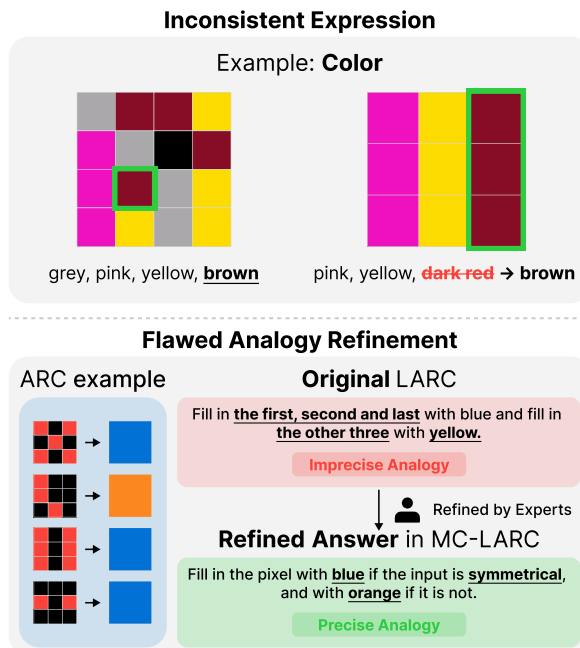 Inconsistent Expression
Example: Color
grey, pink, yellow, brown
pink, yellow, dark red → brown
Flawed Analogy Refinement
ARC example
Original LARC
Fill in the first, second and last with blue and fill in
the other three with yellow.
Imprecise Analogy
Refined by Experts
Refined Answer in MC-LARC
Fill in the pixel with blue if the input is symmetrical,
and with orange if it is not.
Precise Analogy